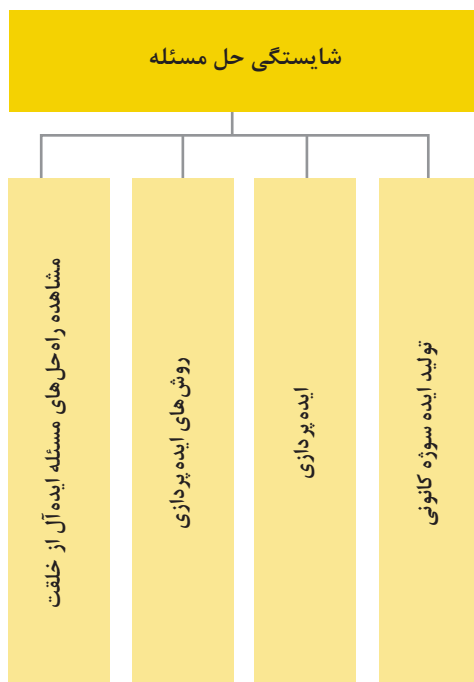 شایستگی حل مسئله
تولید ایده سوژه کانونی
ایده پردازی
روش‌های ایده پردازی
مشاهده راه‌حل‌های مسئله ایده‌آل از خلقت